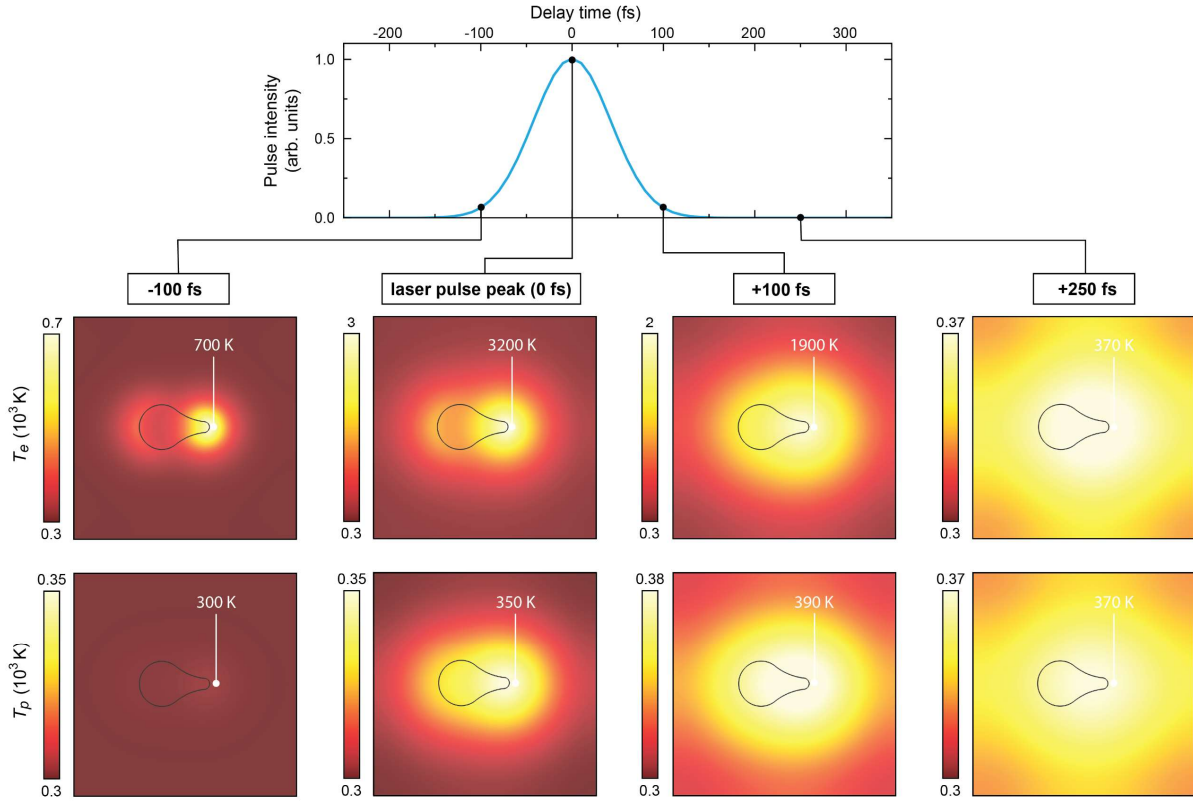 Delay time (fs)
-200 -100 0 100 200 300
Pulse intensity
(arb. units)
1.0
0.5
0.0
-100 fs
laser pulse peak (0 fs)
+100 fs
+250 fs
Te (10³ K)
0.7
0.3
700 K
3
0.3
3200 K
2
0.3
1900 K
0.37
0.3
370 K
Tp (10³ K)
0.35
0.3
300 K
0.35
0.3
350 K
0.38
0.3
390 K
0.37
0.3
370 K